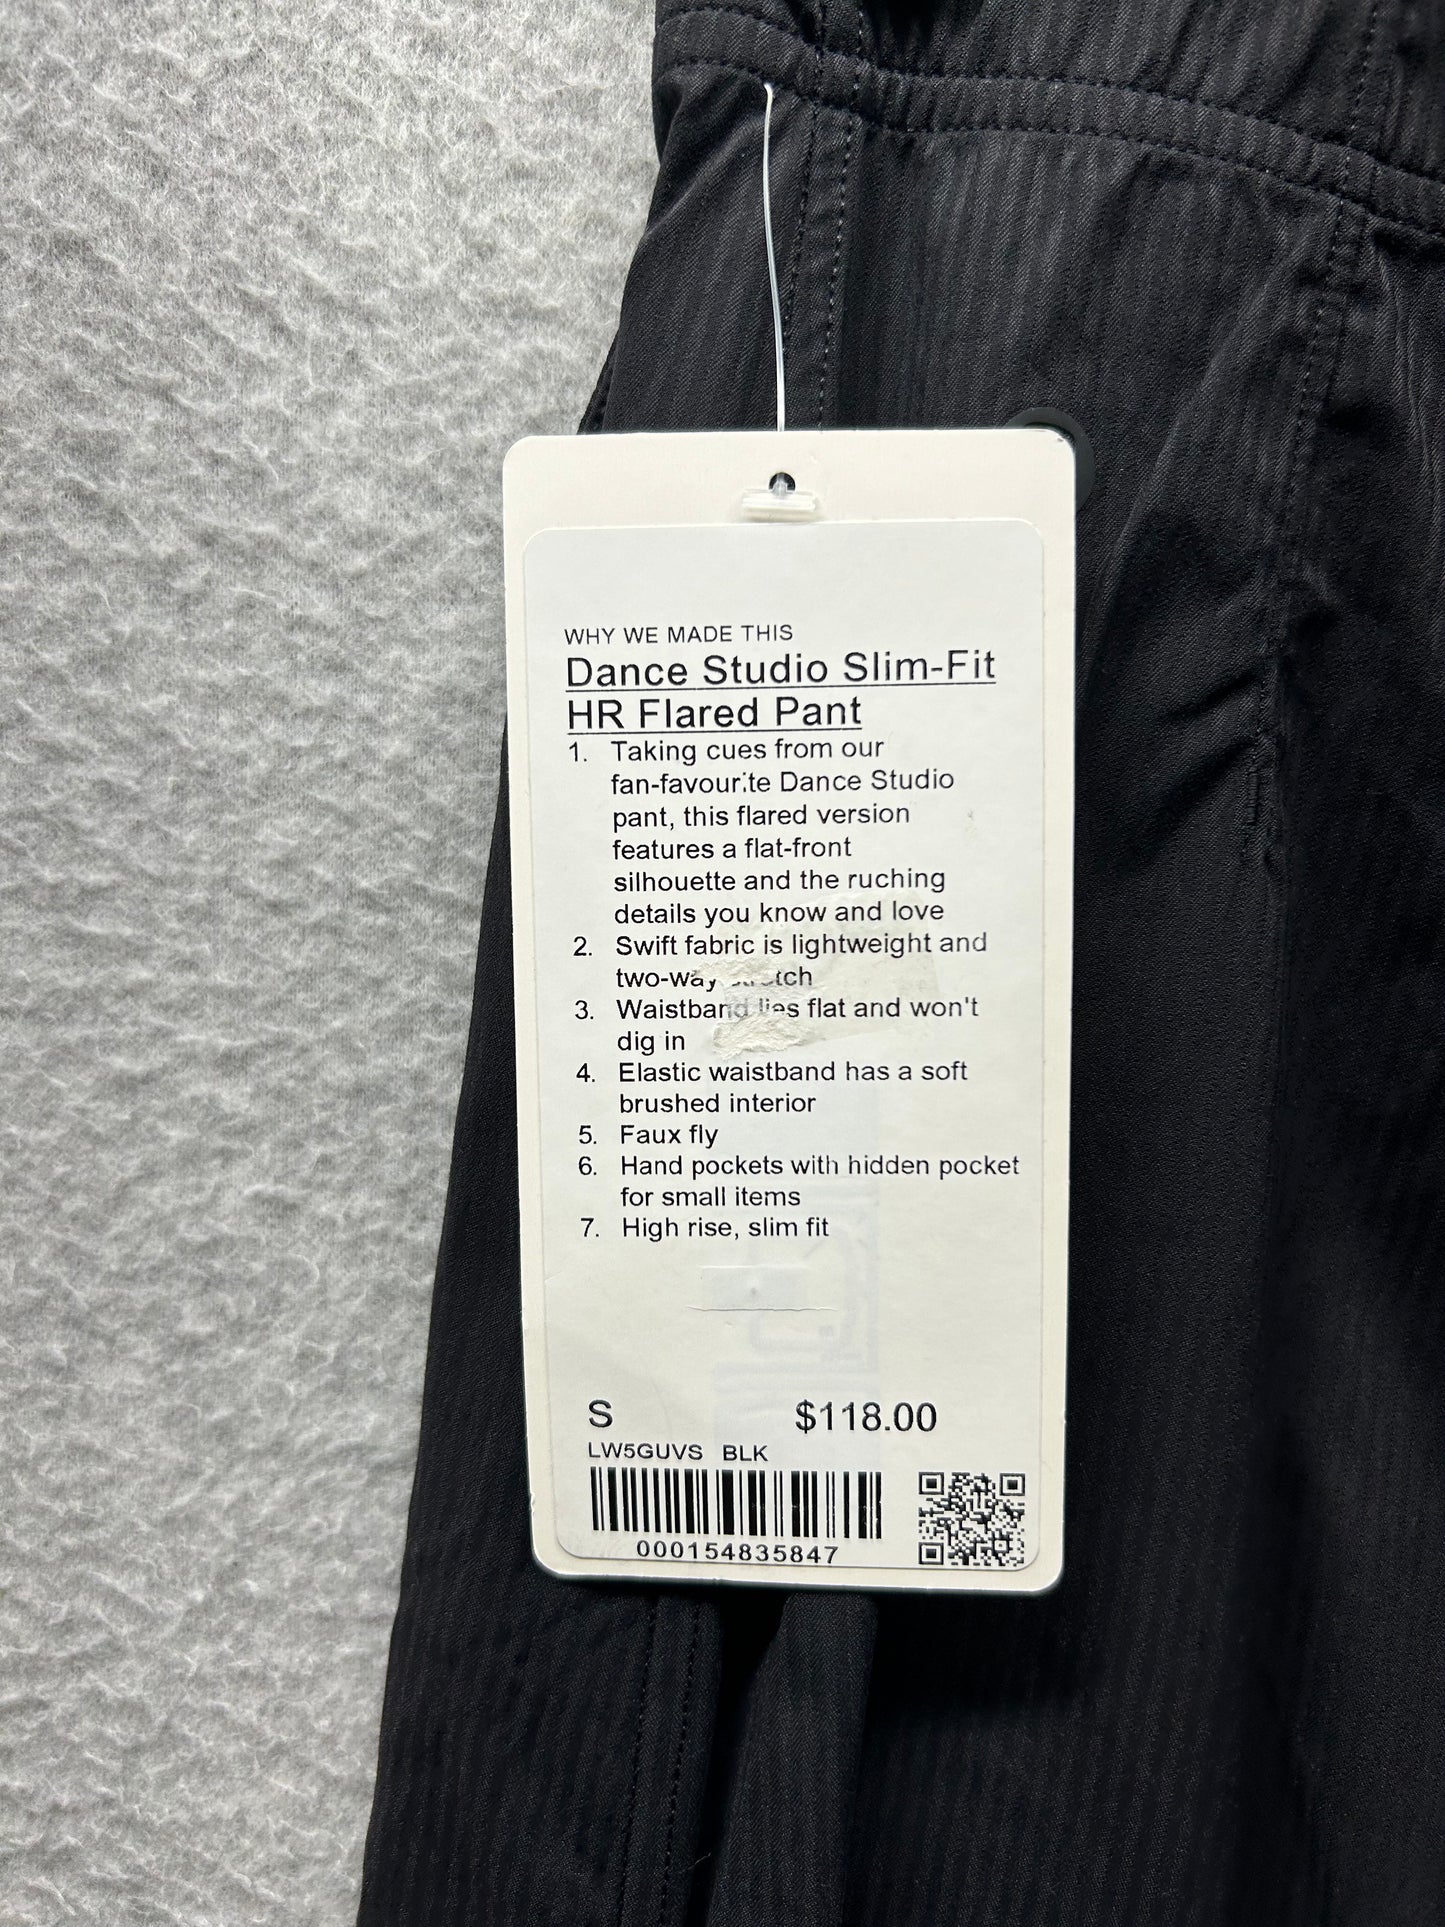 WHY WE MADE THIS
Dance Studio Slim-Fit
HR Flared Pant
1. Taking cues from our
fan-favourite Dance Studio
pant, this flared version
features a flat-front
silhouette and the ruching
details you know and love
2. Swift fabric is lightweight and
two-way stretch
3. Waistband lies flat and won't
dig in
4. Elastic waistband has a soft
brushed interior
5. Faux fly
6. Hand pockets with hidden pocket
for small items
7. High rise, slim fit
S $118.00
LW5GUVS BLK
000154835847